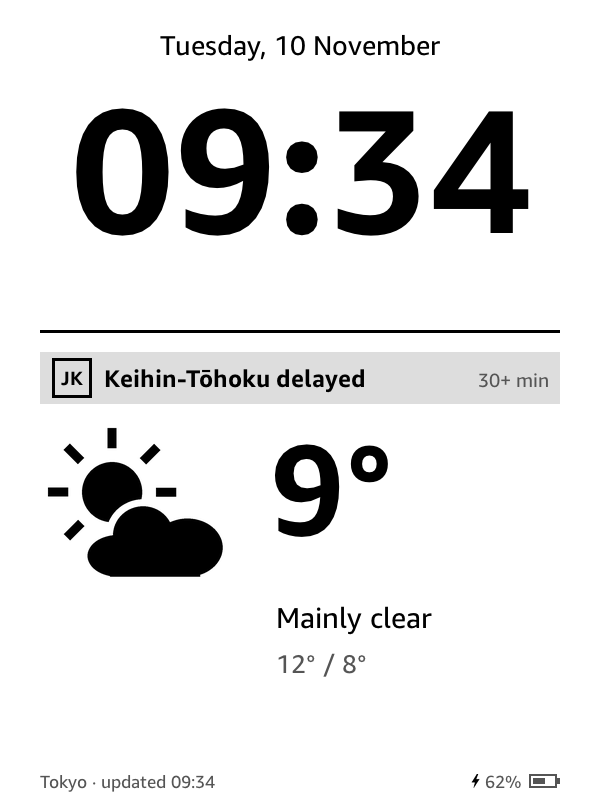 Tuesday, 10 November
09:34
JK Keihin-Tōhoku delayed 30+ min
9°
Mainly clear
12° / 8°
Tokyo · updated 09:34 62%